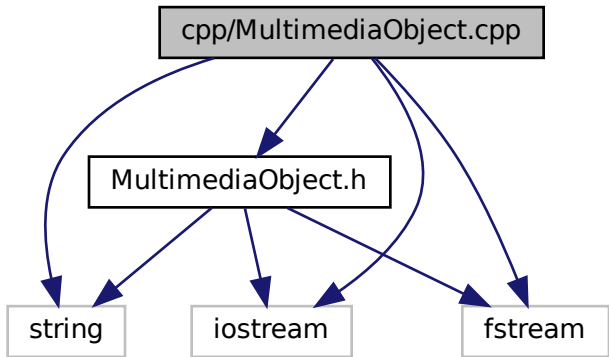 cpp/MultimediaObject.cpp
MultimediaObject.h
string
iostream
fstream